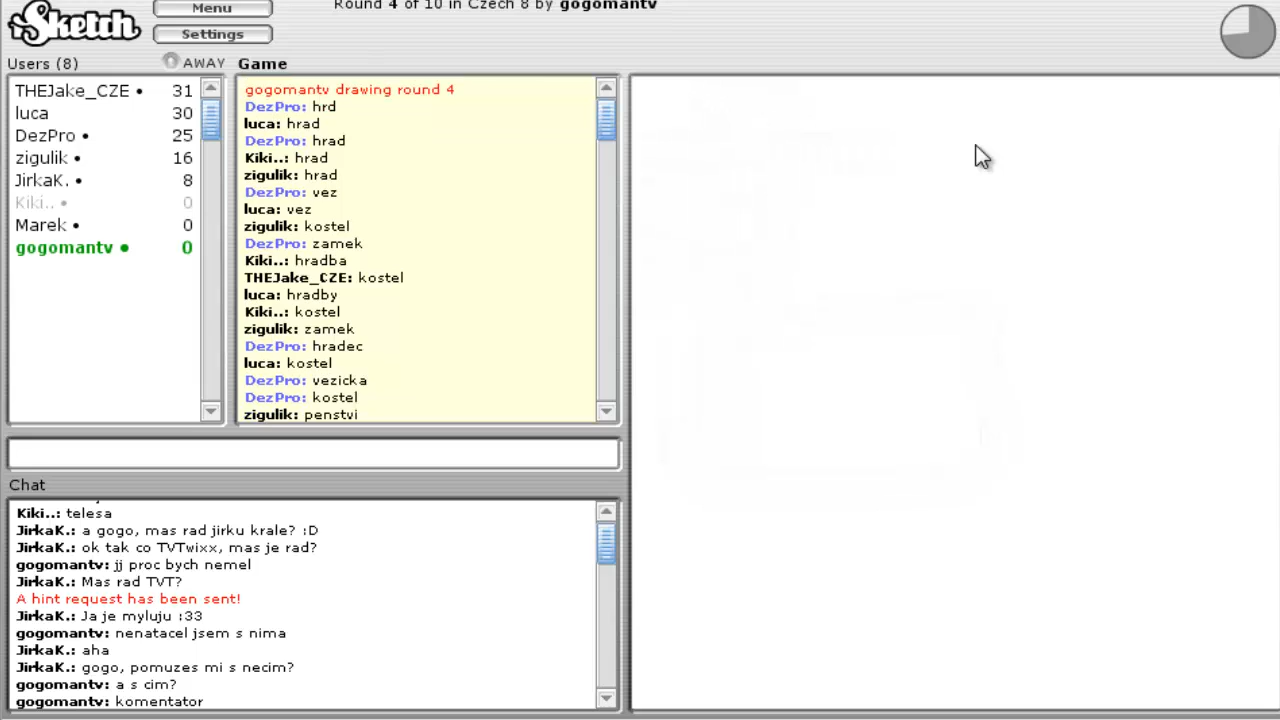 iSketch
Menu
Settings
Round 4 of 10 in Czech 8 by gogomantv
Users (8)
AWAY
THEJake_CZE • 31
luca 30
DezPro • 25
zigulik • 16
JirkaK. • 8
Kiki.. • 0
Marek • 0
gogomantv • 0
Game
gogomantv drawing round 4
DezPro: hrd
luca: hrad
DezPro: hrad
Kiki..: hrad
zigulik: hrad
DezPro: vez
luca: vez
zigulik: kostel
DezPro: zamek
Kiki..: hradba
THEJake_CZE: kostel
luca: hradby
Kiki..: kostel
zigulik: zamek
DezPro: hradec
luca: kostel
DezPro: vezicka
DezPro: kostel
zigulik: penstvi
Chat
Kiki..: telesa
JirkaK.: a gogo, mas rad jirku krale? :D
JirkaK.: ok tak co TVTwixx, mas je rad?
gogomantv: jj proc bych nemel
JirkaK.: Mas rad TVT?
A hint request has been sent!
JirkaK.: Ja je myluju :33
gogomantv: nenatacel jsem s nima
JirkaK.: aha
JirkaK.: gogo, pomuzes mi s necim?
gogomantv: a s cim?
gogomantv: komentator